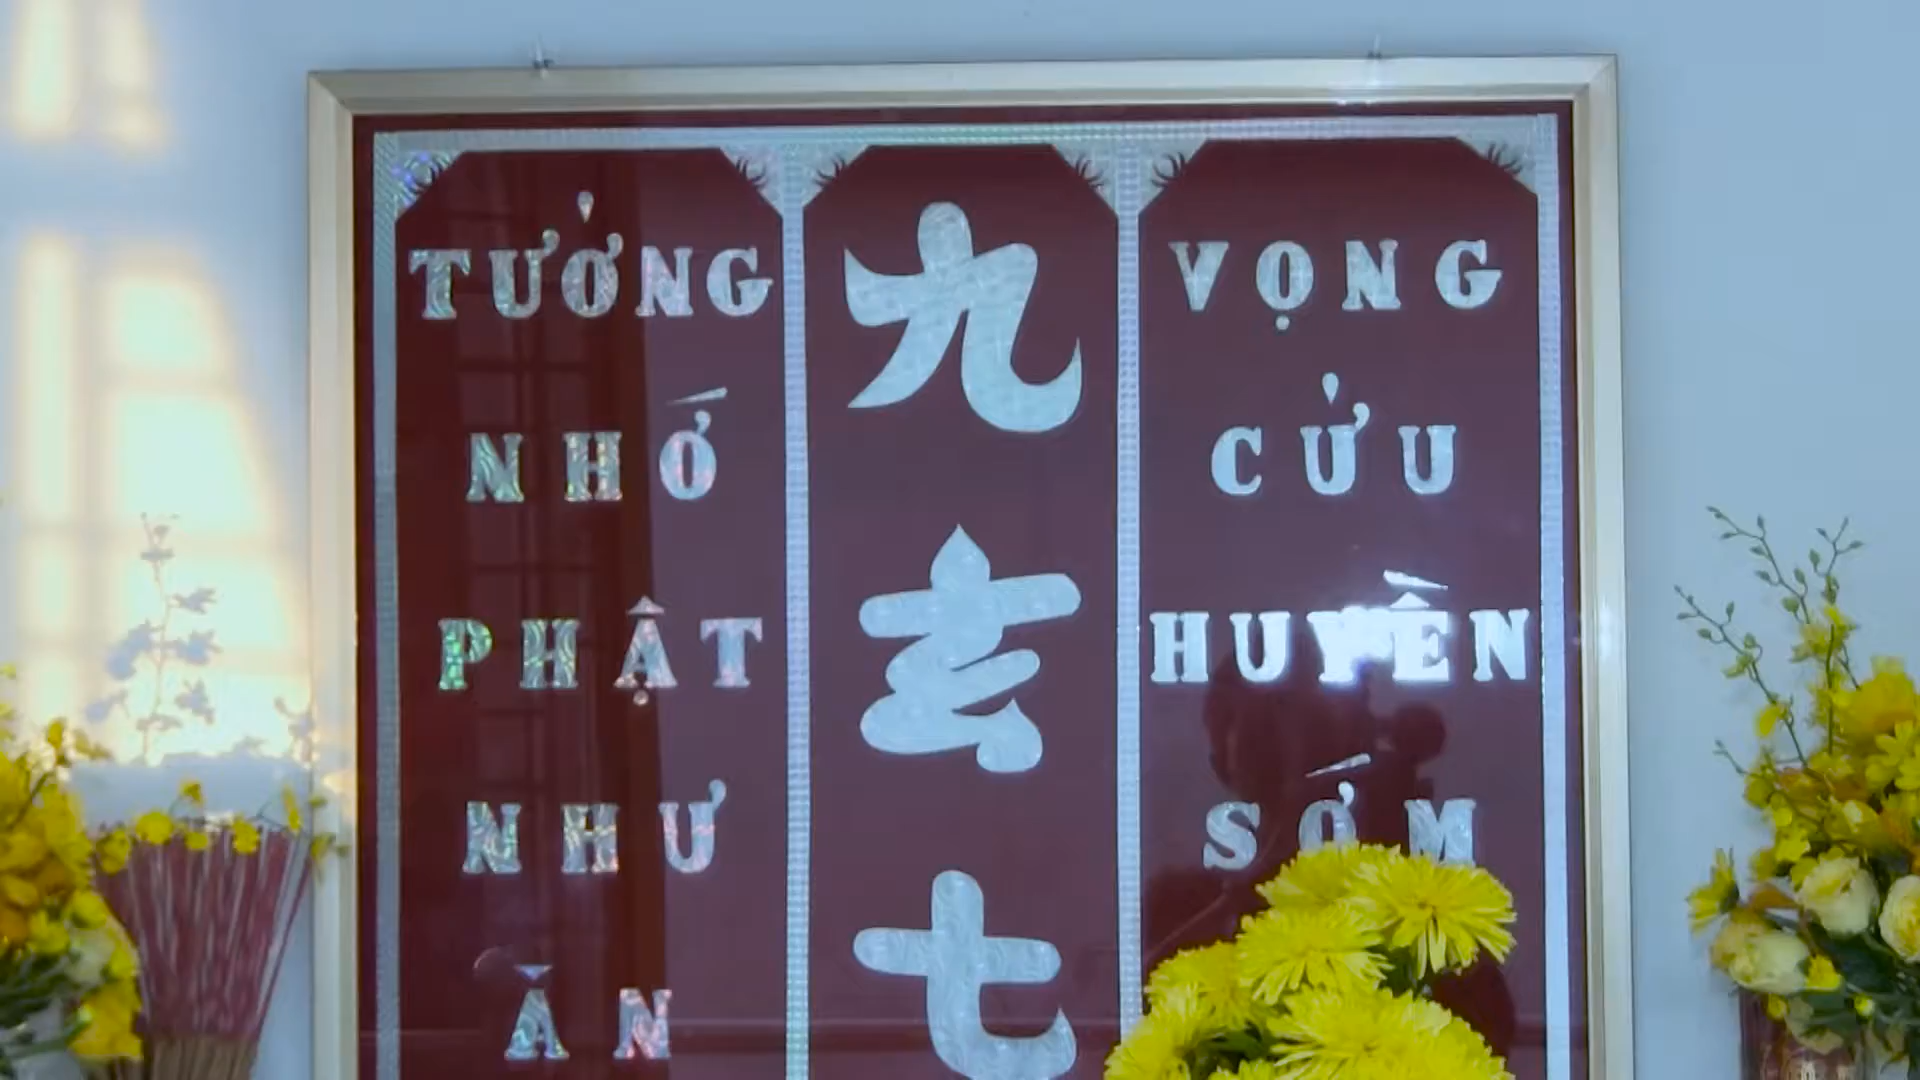 TƯỞNG
NHỚ
PHẬT
NHƯ
ĂN
九
玄
七
VỌNG
CỬU
HUYỀN
SỚM